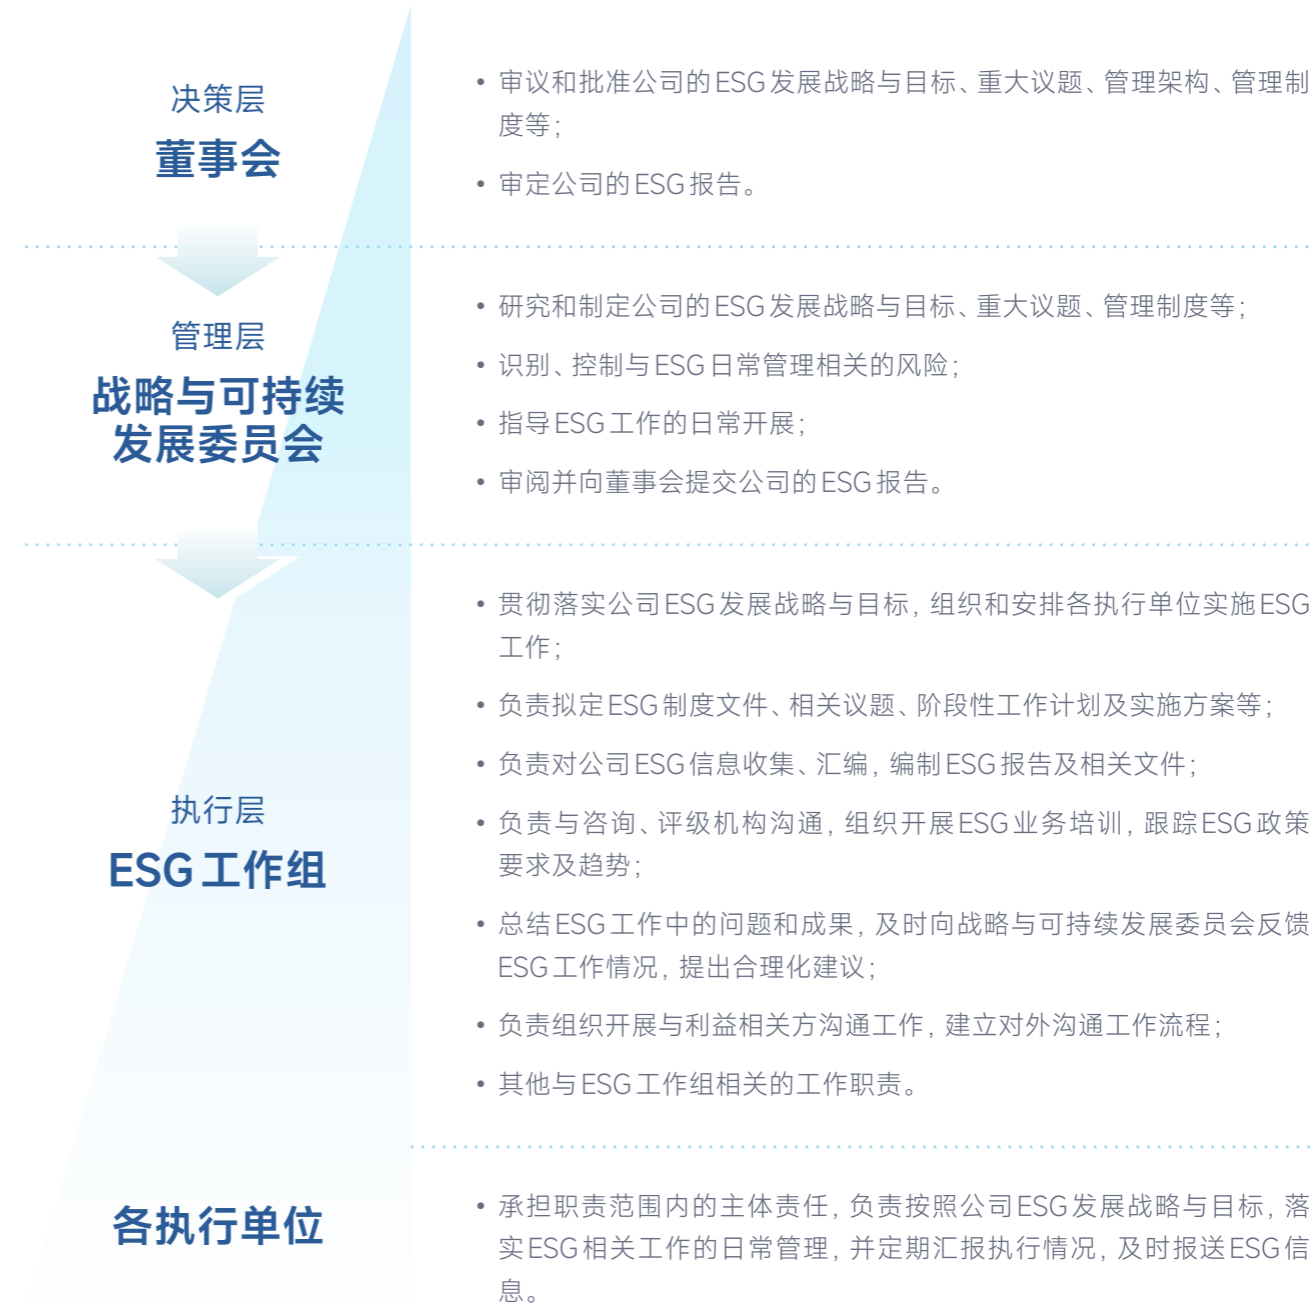 决策层
董事会
• 审议和批准公司的ESG发展战略与目标、重大议题、管理架构、管理制
度等；
• 审定公司的ESG报告。
管理层
战略与可持续
发展委员会
• 研究和制定公司的ESG发展战略与目标、重大议题、管理制度等；
• 识别、控制与ESG日常管理相关的风险；
• 指导ESG工作的日常开展；
• 审阅并向董事会提交公司的ESG报告。
执行层
ESG工作组
• 贯彻落实公司ESG发展战略与目标，组织和安排各执行单位实施ESG
工作；
• 负责拟定ESG制度文件、相关议题、阶段性工作计划及实施方案等；
• 负责对公司ESG信息收集、汇编，编制ESG报告及相关文件；
• 负责与咨询、评级机构沟通，组织开展ESG业务培训，跟踪ESG政策
要求及趋势；
• 总结ESG工作中的问题和成果，及时向战略与可持续发展委员会反馈
ESG工作情况，提出合理化建议；
• 负责组织开展与利益相关方沟通工作，建立对外沟通工作流程；
• 其他与ESG工作组相关的工作职责。
各执行单位
• 承担职责范围内的主体责任，负责按照公司ESG发展战略与目标，落
实ESG相关工作的日常管理，并定期汇报执行情况，及时报送ESG信
息。